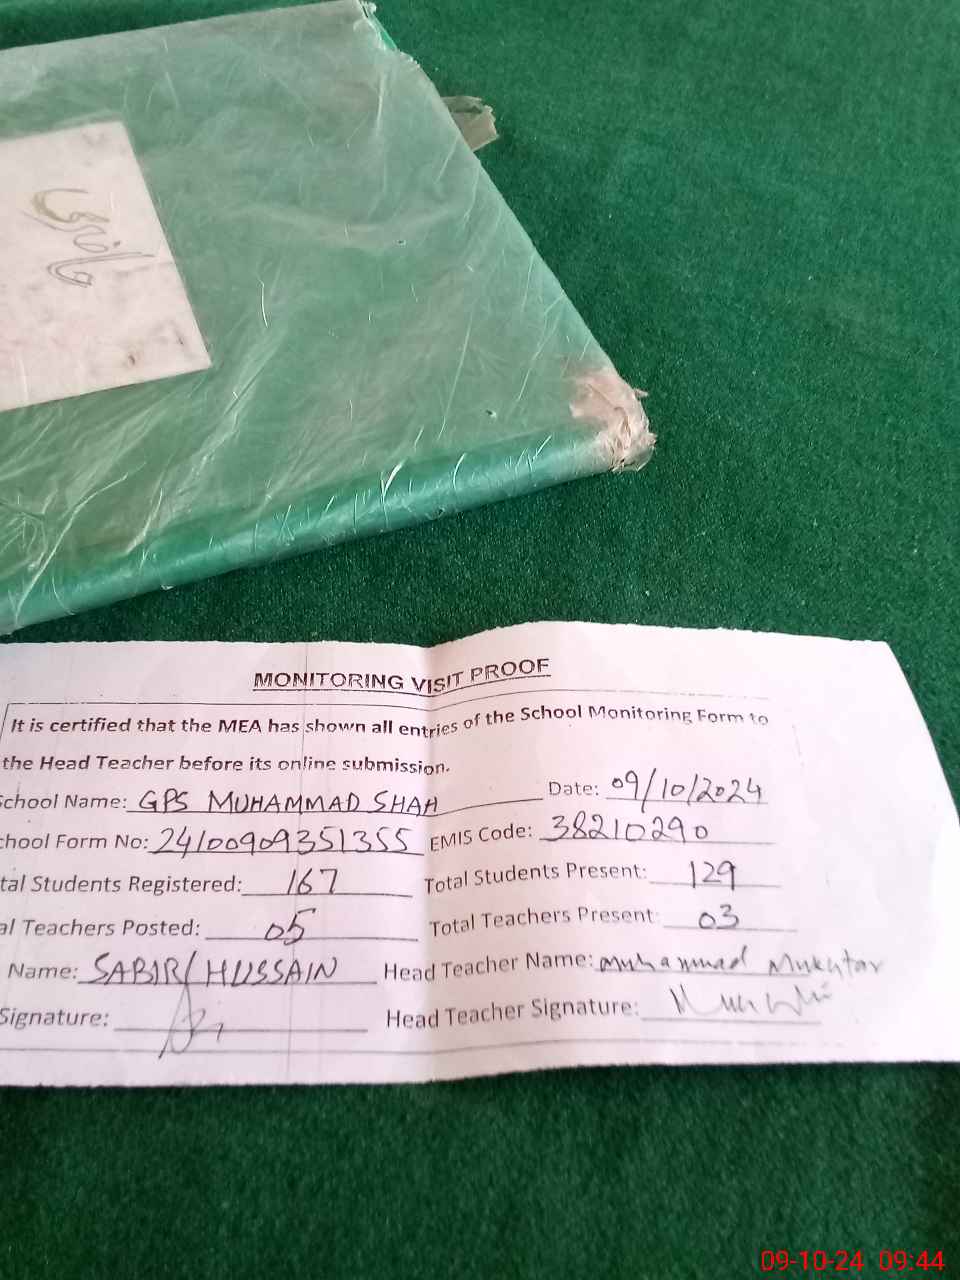 MONITORING VISIT PROOF
It is certified that the MEA has shown all entries of the School Monitoring Form to
the Head Teacher before its online submission.
School Name: GPS MUHAMMAD SHAH Date: 09/10/2024
chool Form No: 24100909351355 EMIS Code: 38210290
tal Students Registered: 167 Total Students Present: 129
al Teachers Posted: 05 Total Teachers Present: 03
Name: SABIR HUSSAIN Head Teacher Name: Muhammad Mukhtar
Signature: Head Teacher Signature:
09-10-24 09:44